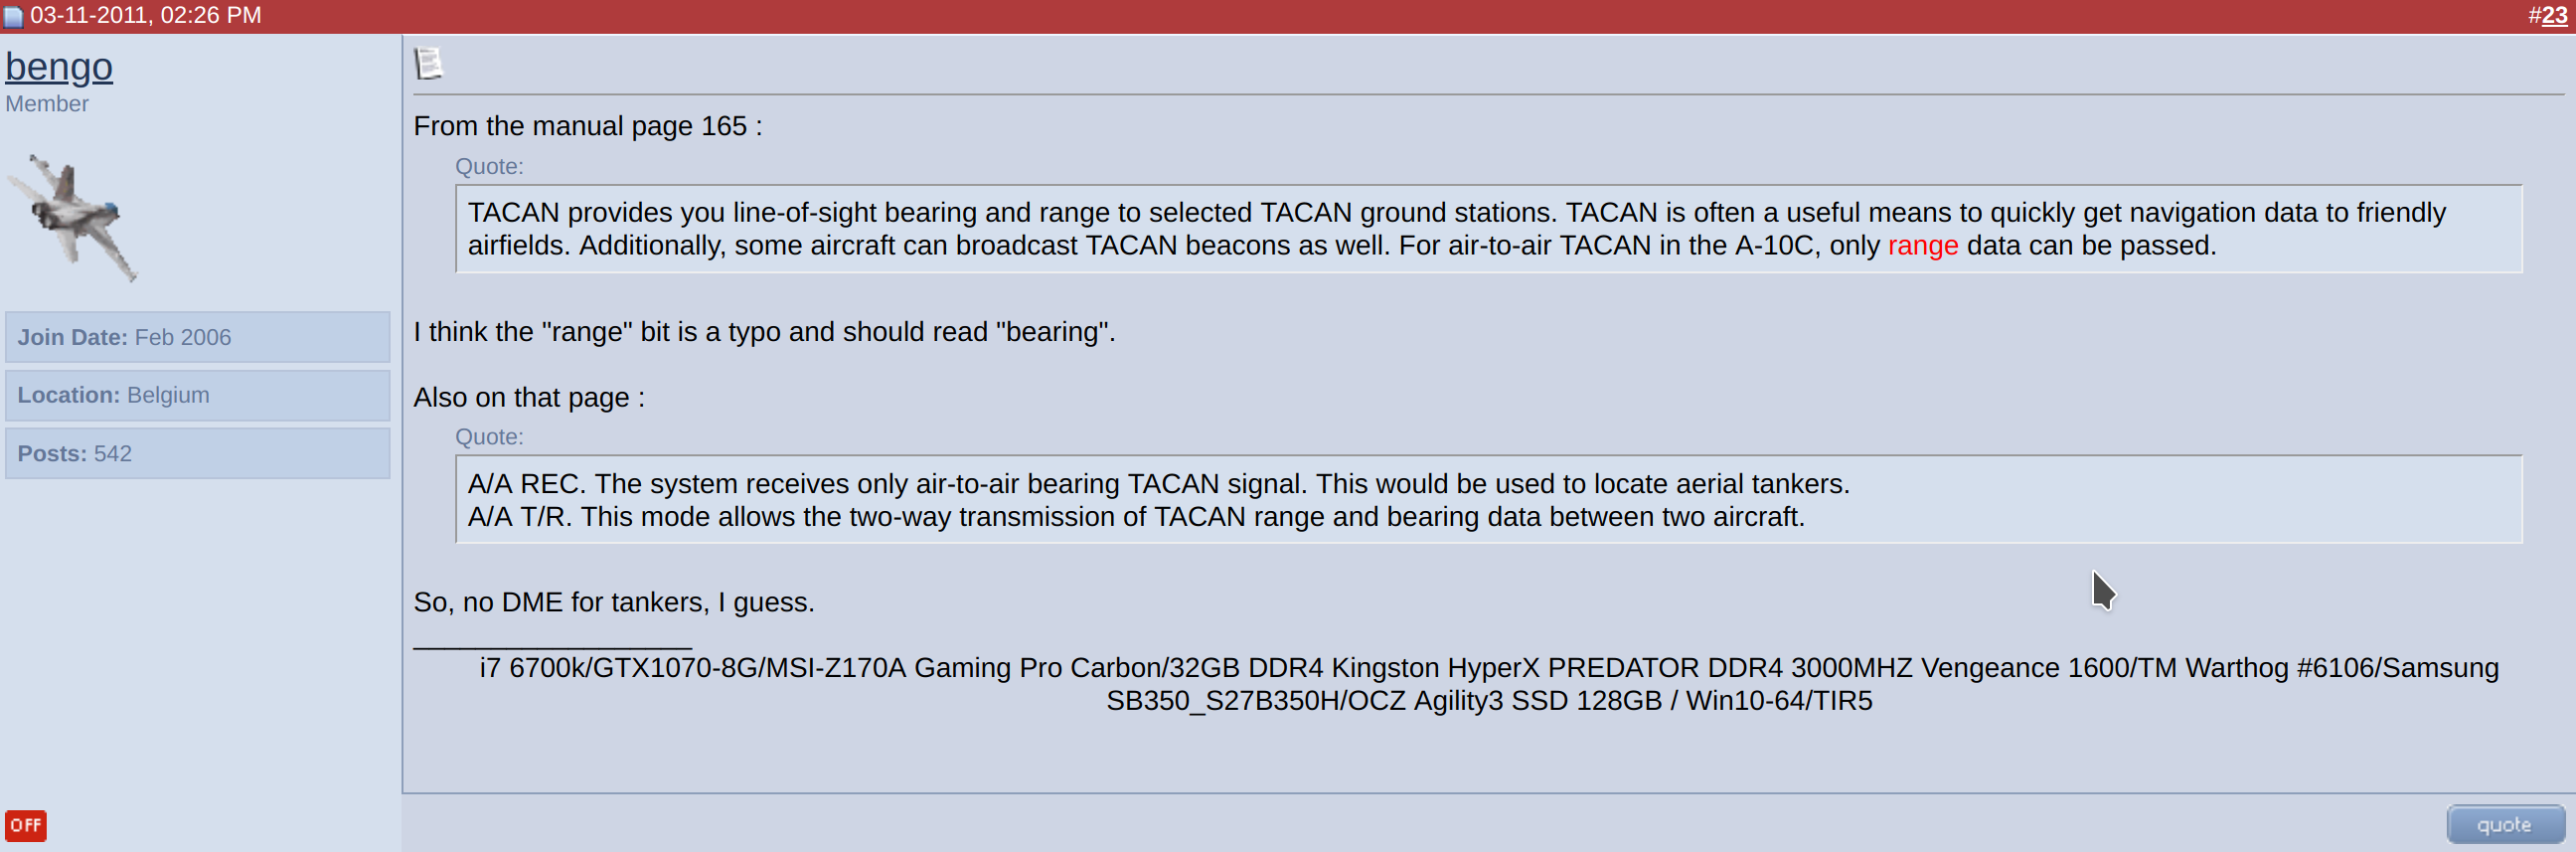 03-11-2011, 02:26 PM
#23
bengo
Member
Join Date: Feb 2006
Location: Belgium
Posts: 542
OFF
From the manual page 165 :
Quote:
TACAN provides you line-of-sight bearing and range to selected TACAN ground stations. TACAN is often a useful means to quickly get navigation data to friendly
airfields. Additionally, some aircraft can broadcast TACAN beacons as well. For air-to-air TACAN in the A-10C, only range data can be passed.
I think the "range" bit is a typo and should read "bearing".
Also on that page :
Quote:
A/A REC. The system receives only air-to-air bearing TACAN signal. This would be used to locate aerial tankers.
A/A T/R. This mode allows the two-way transmission of TACAN range and bearing data between two aircraft.
So, no DME for tankers, I guess.
__________________
i7 6700k/GTX1070-8G/MSI-Z170A Gaming Pro Carbon/32GB DDR4 Kingston HyperX PREDATOR DDR4 3000MHZ Vengeance 1600/TM Warthog #6106/Samsung
SB350_S27B350H/OCZ Agility3 SSD 128GB / Win10-64/TIR5
quote